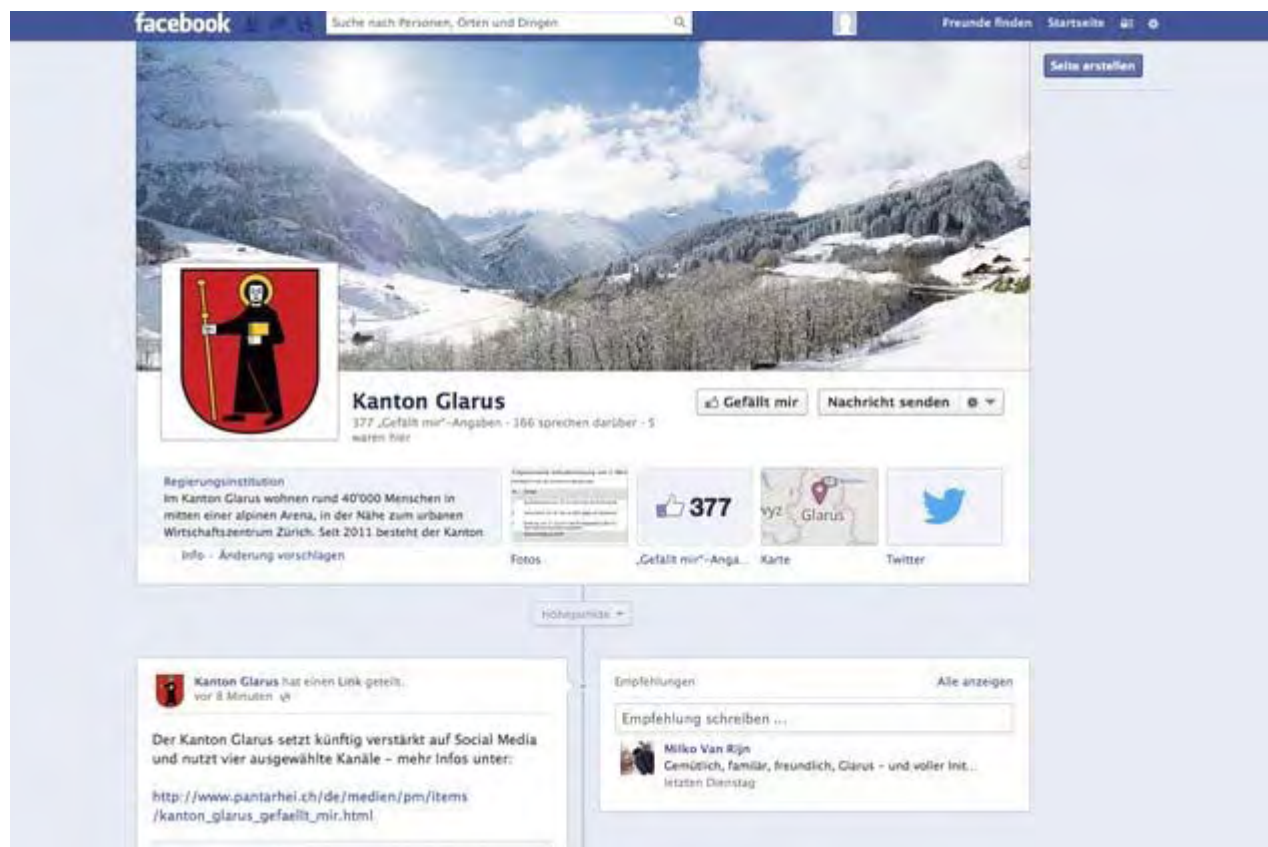 facebook
Suche nach Personen, Orten und Dingen
Freunde finden
Startseite
Seite erstellen
Kanton Glarus
377 „Gefällt mir“-Angaben · 166 sprechen darüber · 5
waren hier
Gefällt mir
Nachricht senden
Regierungsinstitution
Im Kanton Glarus wohnen rund 40'000 Menschen in
mitten einer alpinen Arena, in der Nähe zum urbanen
Wirtschaftszentrum Zürich. Seit 2011 besteht der Kanton
Info · Änderung vorschlagen
Fotos
377
„Gefällt mir“-Anga...
wyz Glarus
Karte
Twitter
Höhepunkte
Kanton Glarus hat einen Link geteilt.
vor 8 Minuten
Der Kanton Glarus setzt künftig verstärkt auf Social Media
und nutzt vier ausgewählte Kanäle – mehr Infos unter:
http://www.pantarhei.ch/de/medien/pm/items
/kanton_glarus_gefaellt_mir.html
Empfehlungen
Alle anzeigen
Empfehlung schreiben ...
Milko Van Rijn
Gemütlich, familär, freundlich, Glarus – und voller Init...
letzten Dienstag